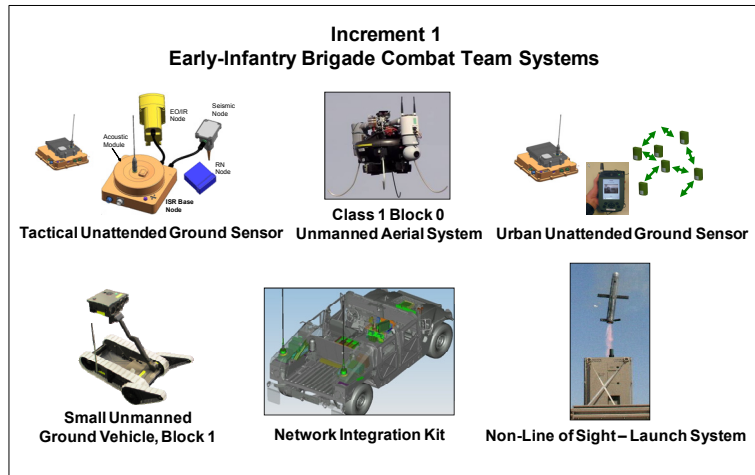 Increment 1
Early-Infantry Brigade Combat Team Systems
EO/IR
Node
Seismic
Node
Acoustic
Module
RN
Node
ISR Base
Node
Tactical Unattended Ground Sensor
Class 1 Block 0
Unmanned Aerial System
Urban Unattended Ground Sensor
Small Unmanned
Ground Vehicle, Block 1
Network Integration Kit
Non-Line of Sight – Launch System